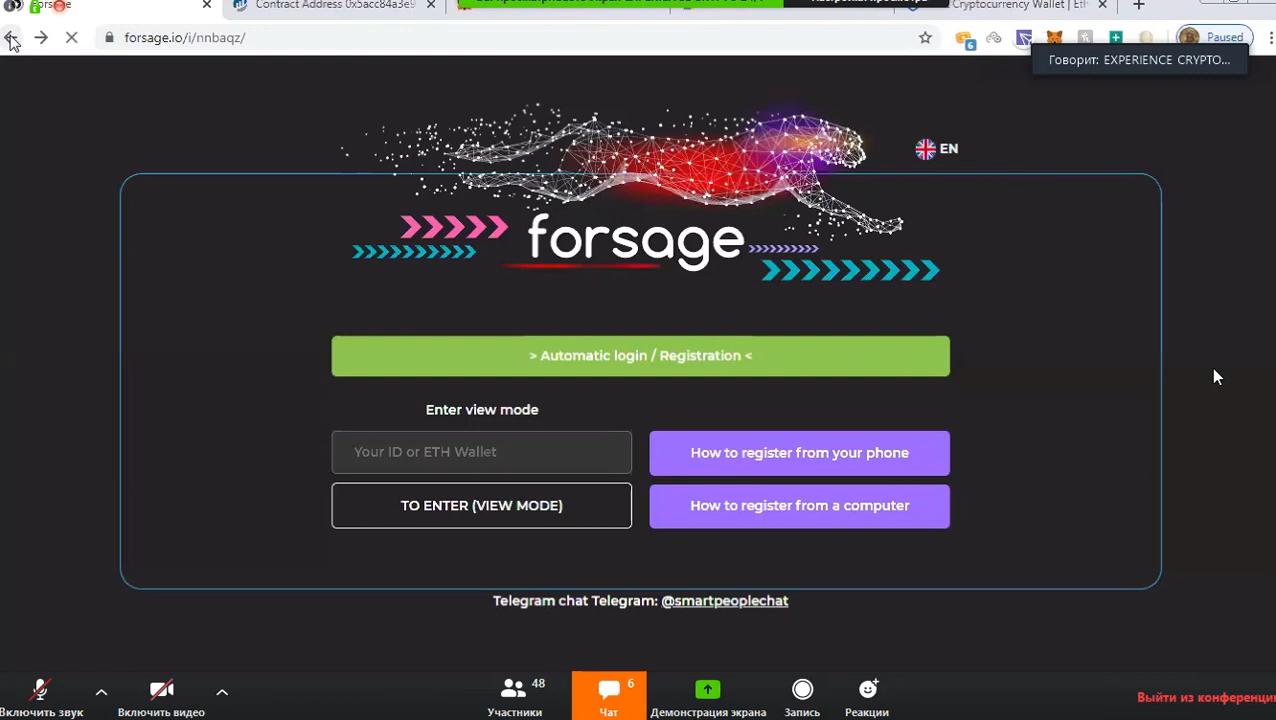 Forsage
Contract Address 0x5acc84a3e9
Cryptocurrency Wallet | Eth
forsage.io/i/nnbaqz/
Paused
Говорит: EXPERIENCE CRYPTO...
EN
forsage
> Automatic login / Registration <
Enter view mode
Your ID or ETH Wallet
How to register from your phone
TO ENTER (VIEW MODE)
How to register from a computer
Telegram chat Telegram: @smartpeoplechat
48
6
Включить звук
Включить видео
Участники
Чат
Демонстрация экрана
Запись
Реакции
Выйти из конференции